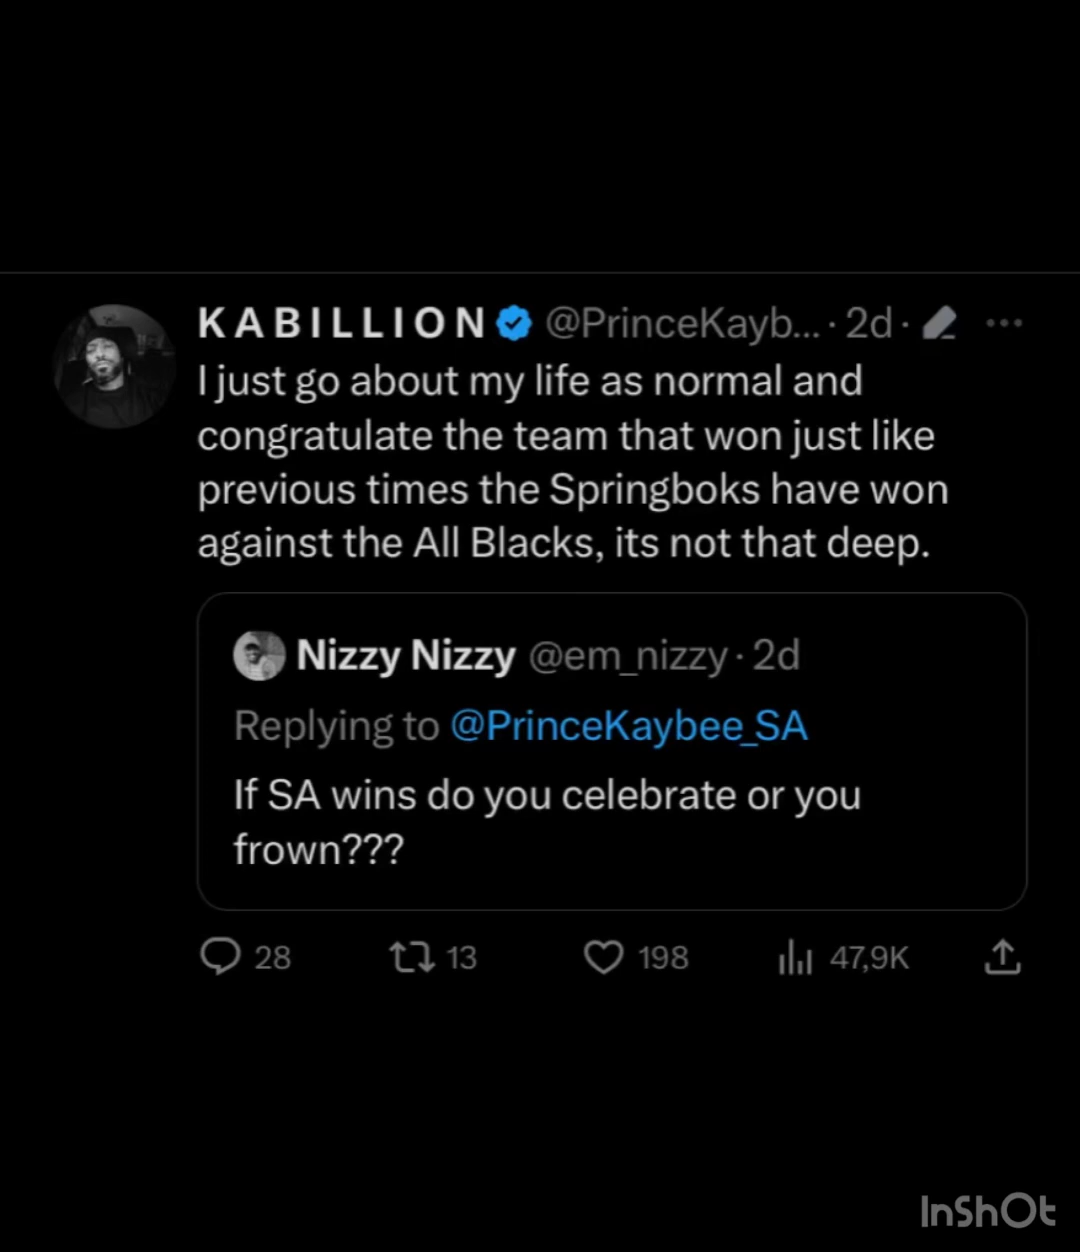 KABILLION @PrinceKayb... · 2d ·
I just go about my life as normal and
congratulate the team that won just like
previous times the Springboks have won
against the All Blacks, its not that deep.
Nizzy Nizzy @em_nizzy · 2d
Replying to @PrinceKaybee_SA
If SA wins do you celebrate or you
frown???
28 13 198 47,9K
InShOt